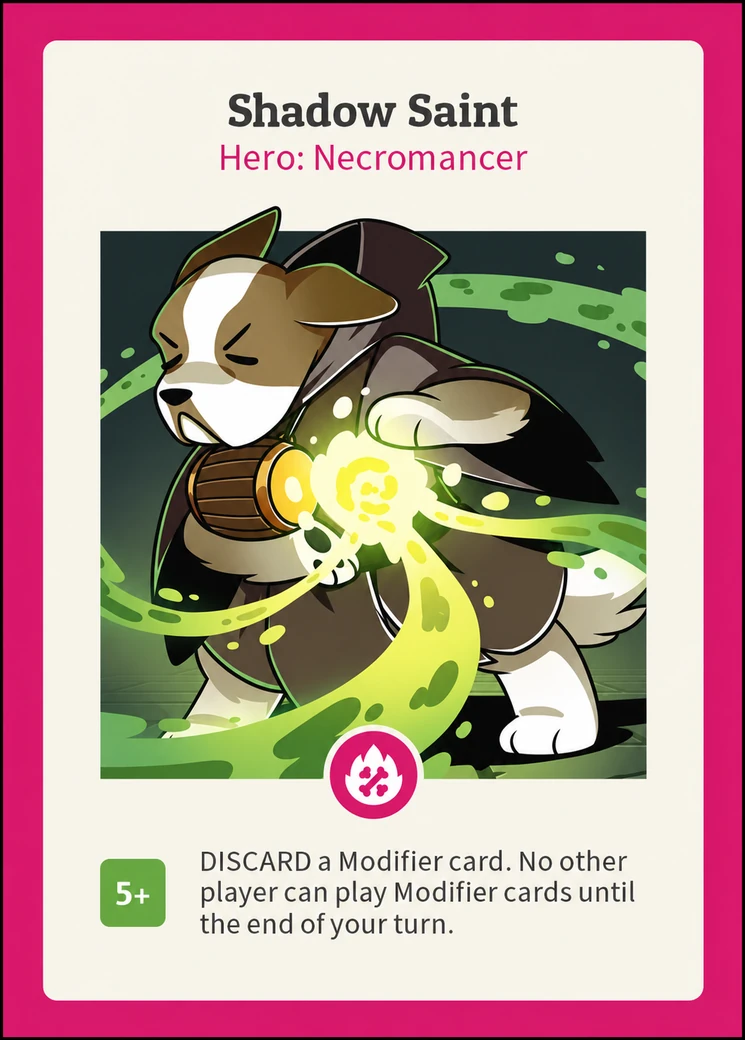 Shadow Saint
Hero: Necromancer
5+
DISCARD a Modifier card. No other
player can play Modifier cards until
the end of your turn.